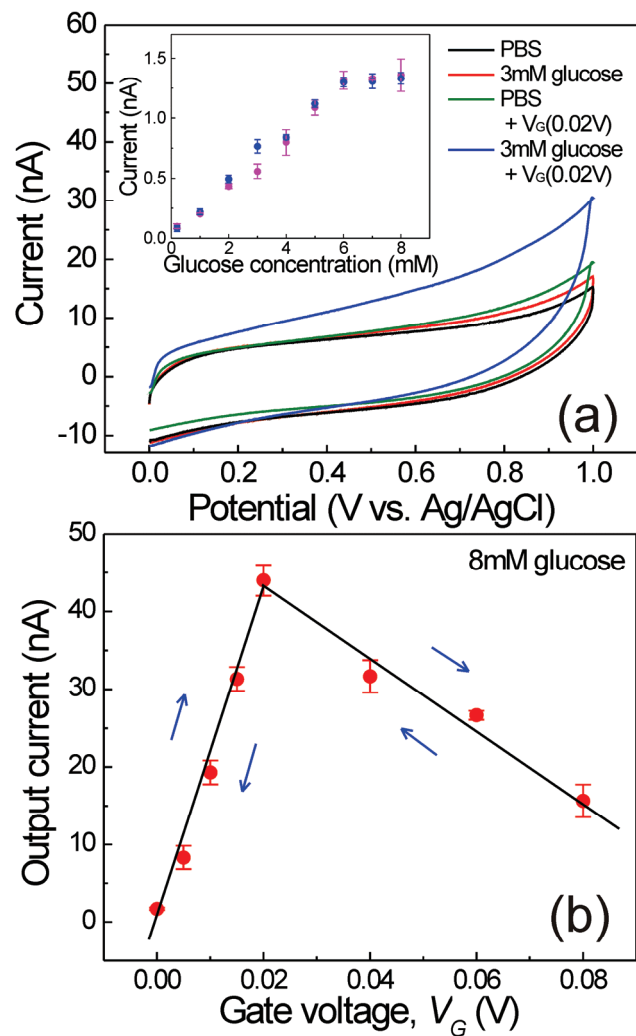 60
50
40
30
20
10
0
-10
Current (nA)
0.0 0.2 0.4 0.6 0.8 1.0
Potential (V vs. Ag/AgCl)
PBS
3mM glucose
PBS
+ VG(0.02V)
3mM glucose
+ VG(0.02V)
1.5
1.0
0.5
0.0
Current (nA)
0 2 4 6 8
Glucose concentration (mM)
(a)
50
40
30
20
10
0
Output current (nA)
8mM glucose
(b)
0.00 0.02 0.04 0.06 0.08
Gate voltage, VG (V)